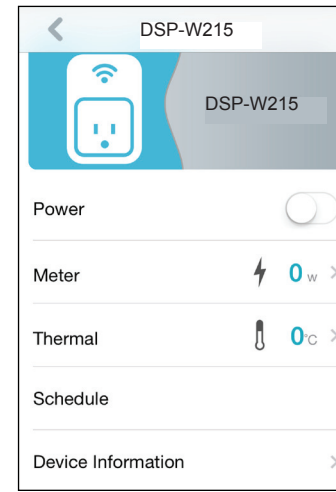 DSP-W215
DSP-W215
Power
Meter 0 w
Thermal 0°C
Schedule
Device Information